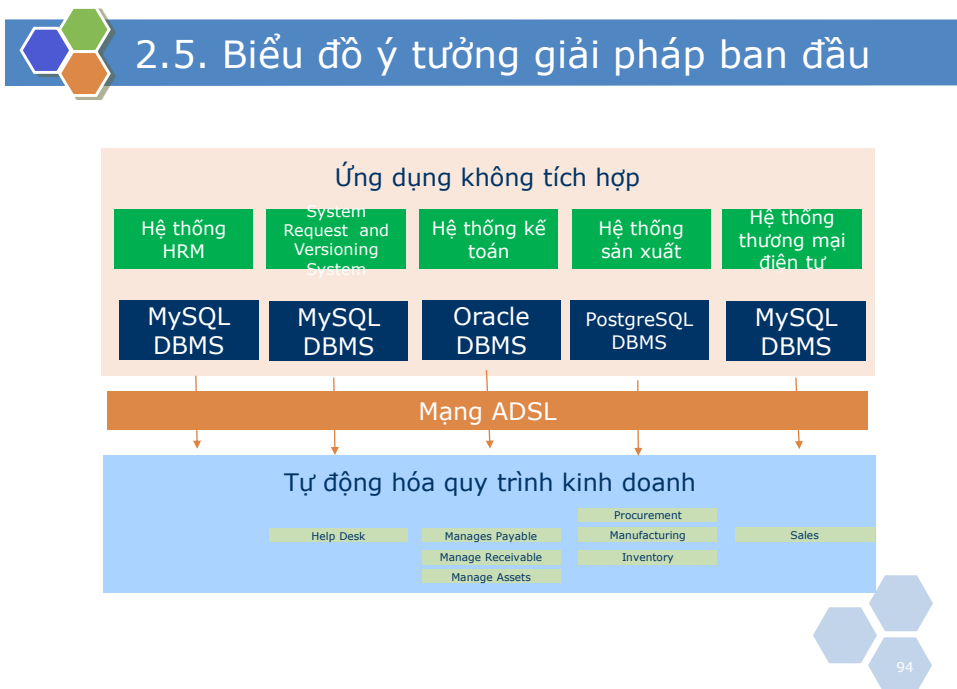 2.5. Biểu đồ ý tưởng giải pháp ban đầu
Ứng dụng không tích hợp
Hệ thống
HRM
System
Request and
Versioning
System
Hệ thống kế
toán
Hệ thống
sản xuất
Hệ thống
thương mại
điện tử
MySQL
DBMS
MySQL
DBMS
Oracle
DBMS
PostgreSQL
DBMS
MySQL
DBMS
Mạng ADSL
Tự động hóa quy trình kinh doanh
Help Desk
Manages Payable
Manage Receivable
Manage Assets
Procurement
Manufacturing
Inventory
Sales
94